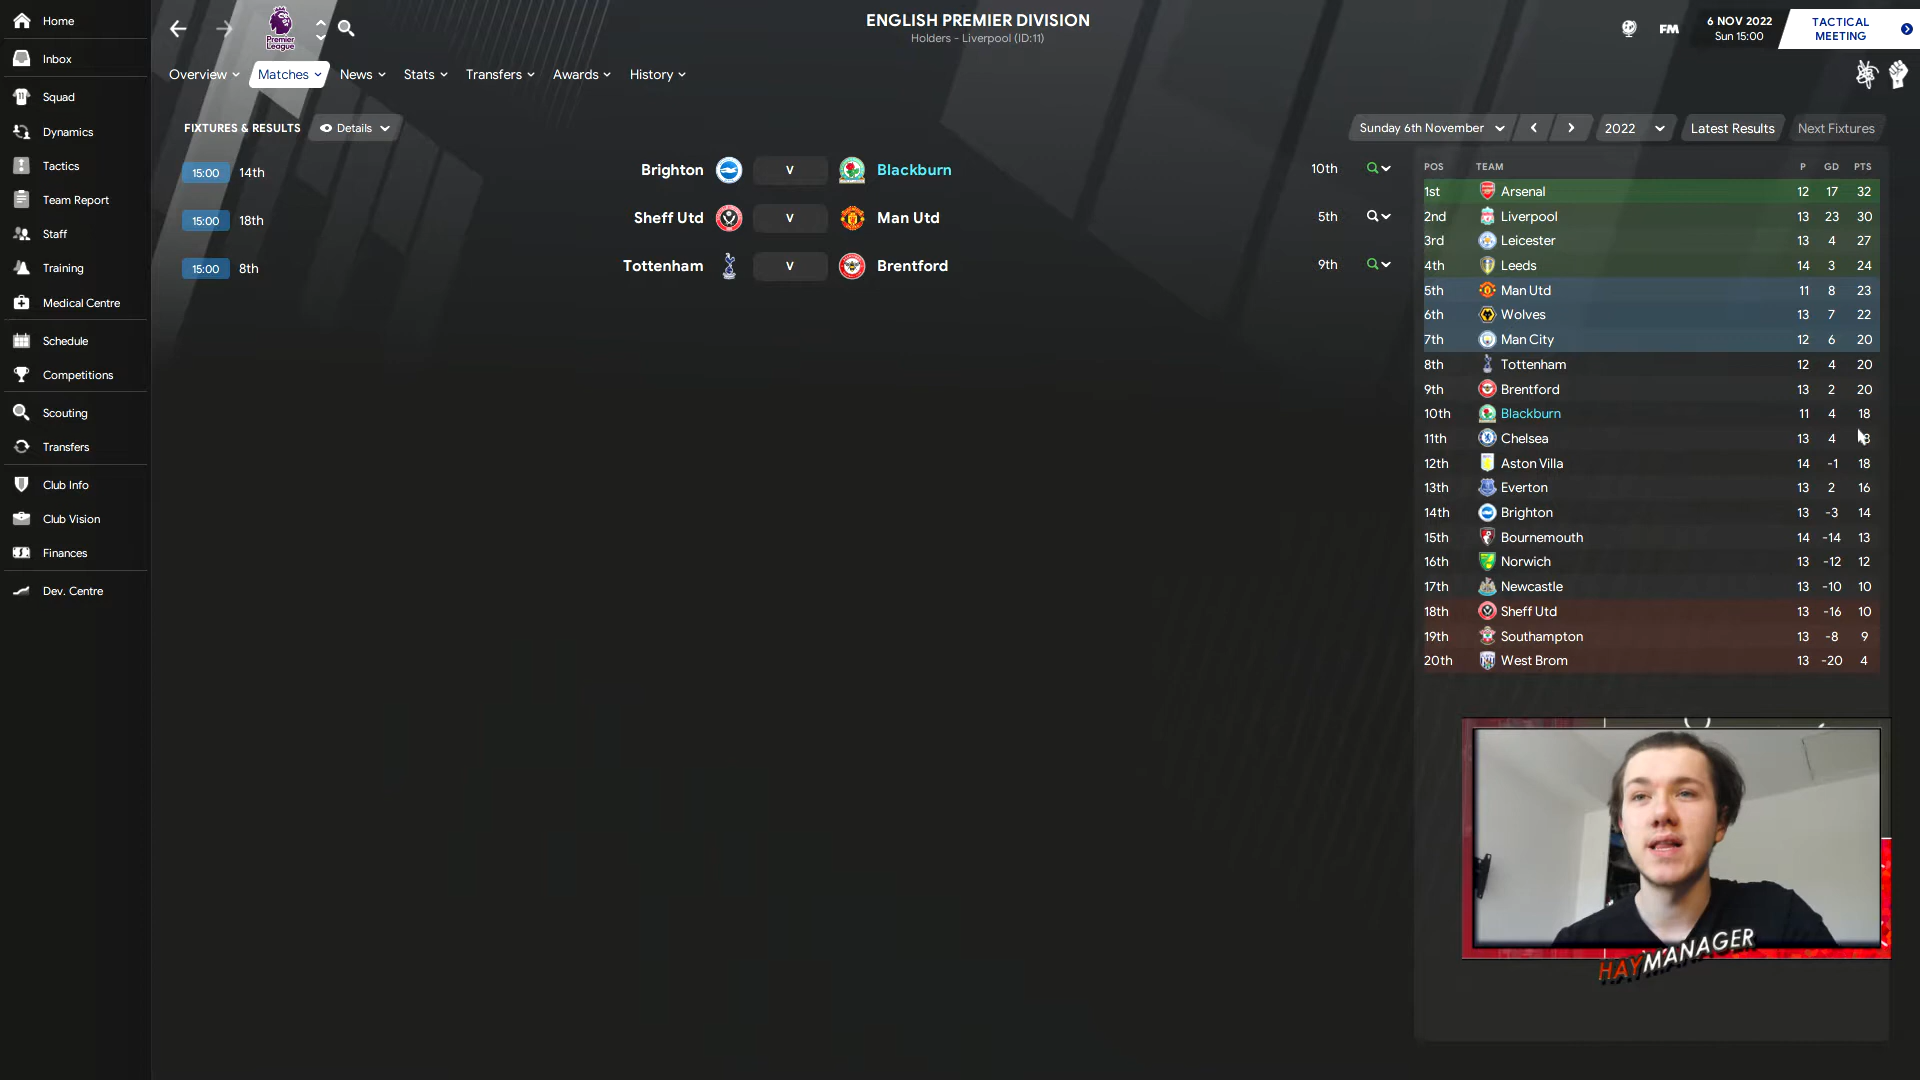 Home
Inbox
Squad
Dynamics
Tactics
Team Report
Staff
Training
Medical Centre
Schedule
Competitions
Scouting
Transfers
Club Info
Club Vision
Finances
Dev. Centre
Premier League
ENGLISH PREMIER DIVISION
Holders - Liverpool (ID:11)
FM
6 NOV 2022
Sun 15:00
TACTICAL MEETING
Overview Matches News Stats Transfers Awards History
FIXTURES & RESULTS Details
Sunday 6th November 2022 Latest Results Next Fixtures
15:00 14th Brighton v Blackburn 10th
15:00 18th Sheff Utd v Man Utd 5th
15:00 8th Tottenham v Brentford 9th
POS TEAM P GD PTS
1st Arsenal 12 17 32
2nd Liverpool 13 23 30
3rd Leicester 13 4 27
4th Leeds 14 3 24
5th Man Utd 11 8 23
6th Wolves 13 7 22
7th Man City 12 6 20
8th Tottenham 12 4 20
9th Brentford 13 2 20
10th Blackburn 11 4 18
11th Chelsea 13 4
12th Aston Villa 14 -1 18
13th Everton 13 2 16
14th Brighton 13 -3 14
15th Bournemouth 14 -14 13
16th Norwich 13 -12 12
17th Newcastle 13 -10 10
18th Sheff Utd 13 -16 10
19th Southampton 13 -8 9
20th West Brom 13 -20 4
HAYMANAGER